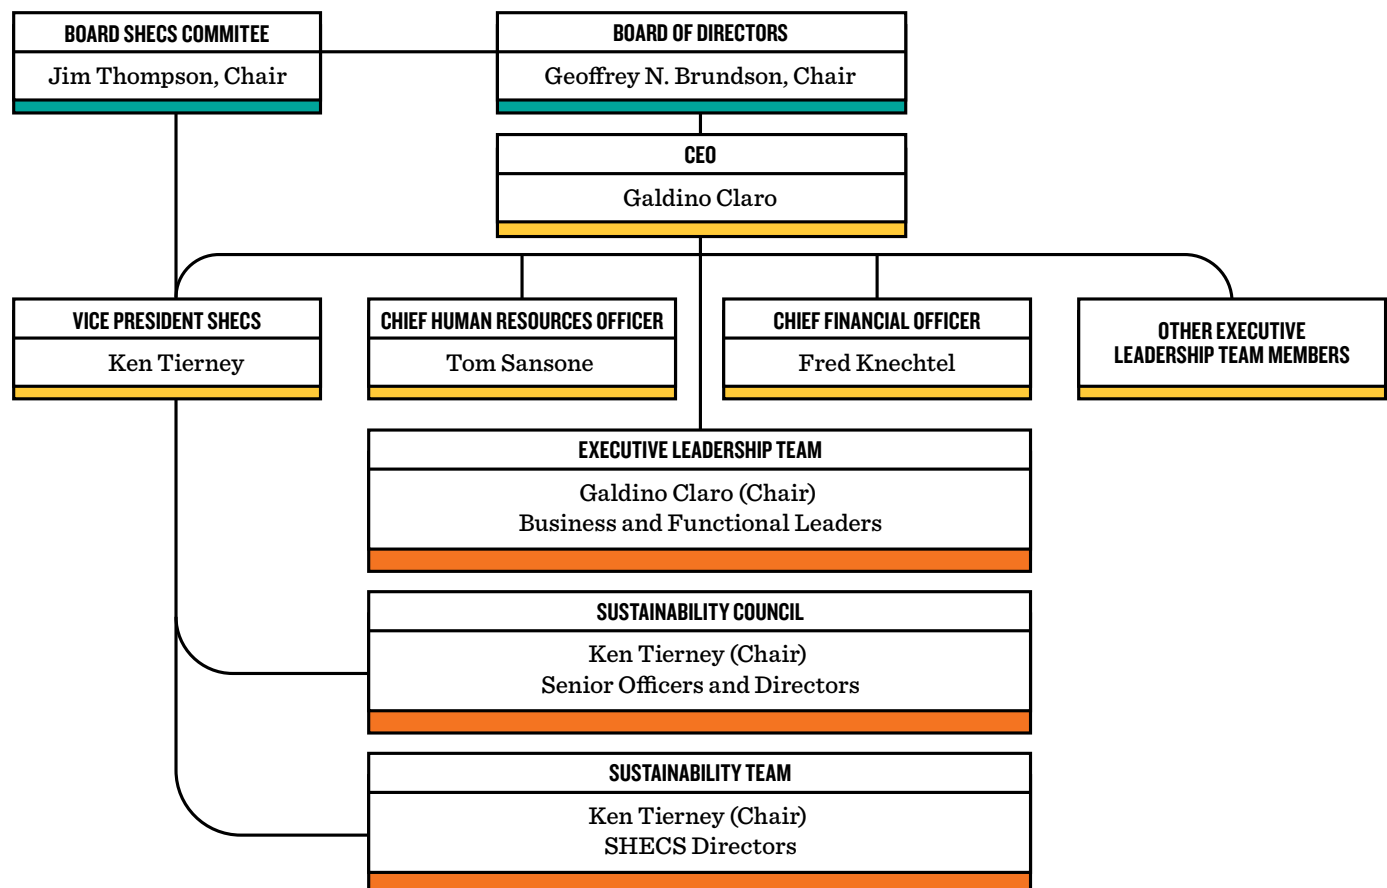 BOARD SHECS COMMITEE
Jim Thompson, Chair
BOARD OF DIRECTORS
Geoffrey N. Brundson, Chair
CEO
Galdino Claro
VICE PRESIDENT SHECS
Ken Tierney
CHIEF HUMAN RESOURCES OFFICER
Tom Sansone
CHIEF FINANCIAL OFFICER
Fred Knechtel
OTHER EXECUTIVE
LEADERSHIP TEAM MEMBERS
EXECUTIVE LEADERSHIP TEAM
Galdino Claro (Chair)
Business and Functional Leaders
SUSTAINABILITY COUNCIL
Ken Tierney (Chair)
Senior Officers and Directors
SUSTAINABILITY TEAM
Ken Tierney (Chair)
SHECS Directors